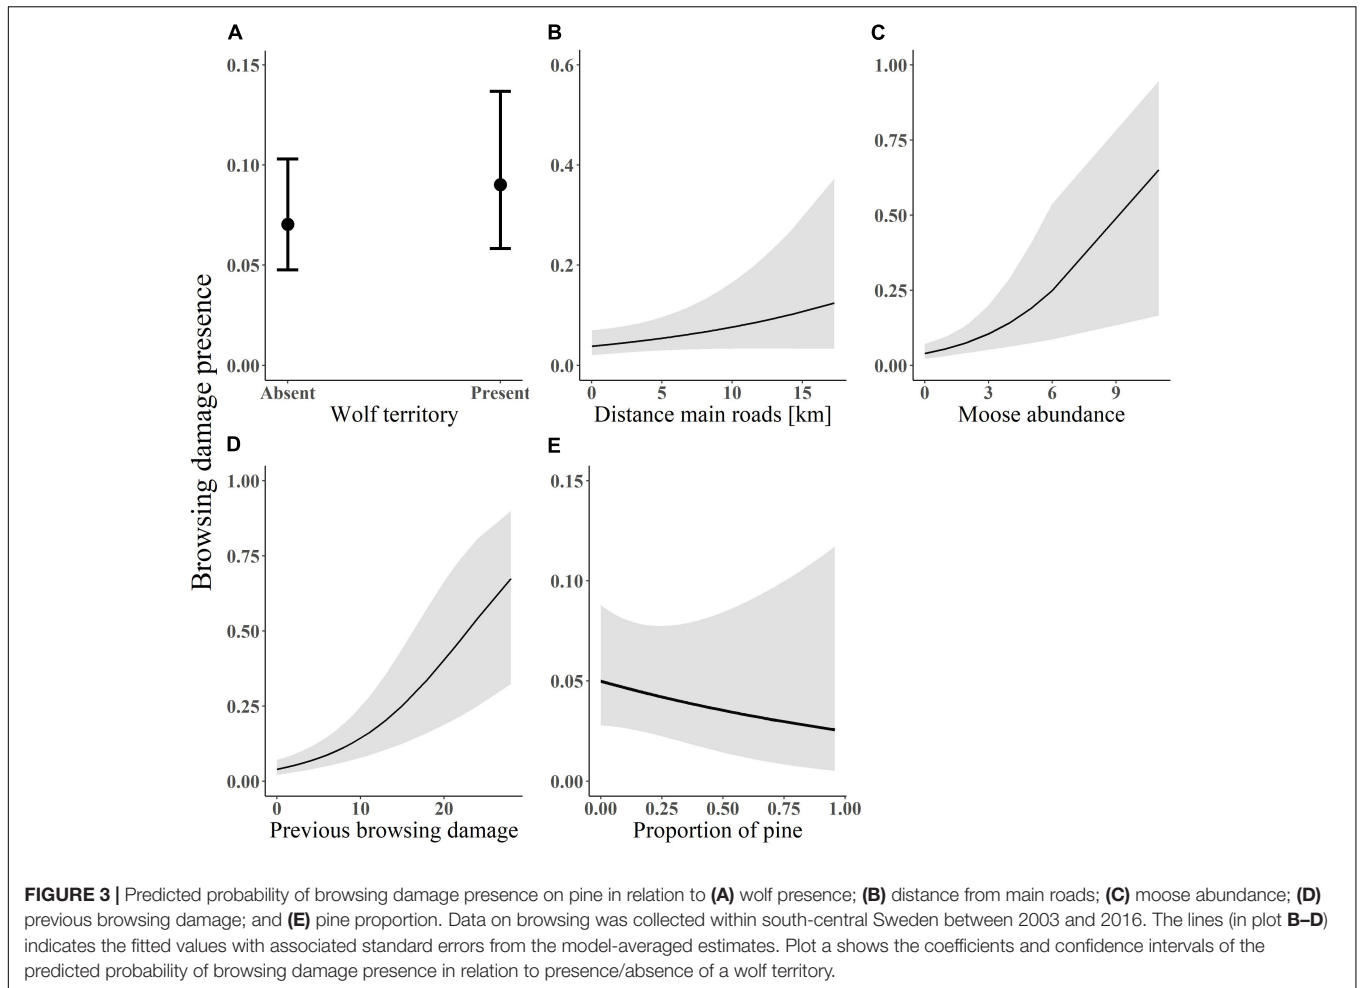 A
B
C
0.15
0.10
0.05
0.00
Absent
Present
Wolf territory
0.6
0.4
0.2
0.0
0
5
10
15
Distance main roads [km]
1.00
0.75
0.50
0.25
0.00
0
3
6
9
Moose abundance
Browsing damage presence
D
E
1.00
0.75
0.50
0.25
0.00
0
10
20
Previous browsing damage
0.15
0.10
0.05
0.00
0.00
0.25
0.50
0.75
1.00
Proportion of pine
FIGURE 3 | Predicted probability of browsing damage presence on pine in relation to (A) wolf presence; (B) distance from main roads; (C) moose abundance; (D)
previous browsing damage; and (E) pine proportion. Data on browsing was collected within south-central Sweden between 2003 and 2016. The lines (in plot B–D)
indicates the fitted values with associated standard errors from the model-averaged estimates. Plot a shows the coefficients and confidence intervals of the
predicted probability of browsing damage presence in relation to presence/absence of a wolf territory.